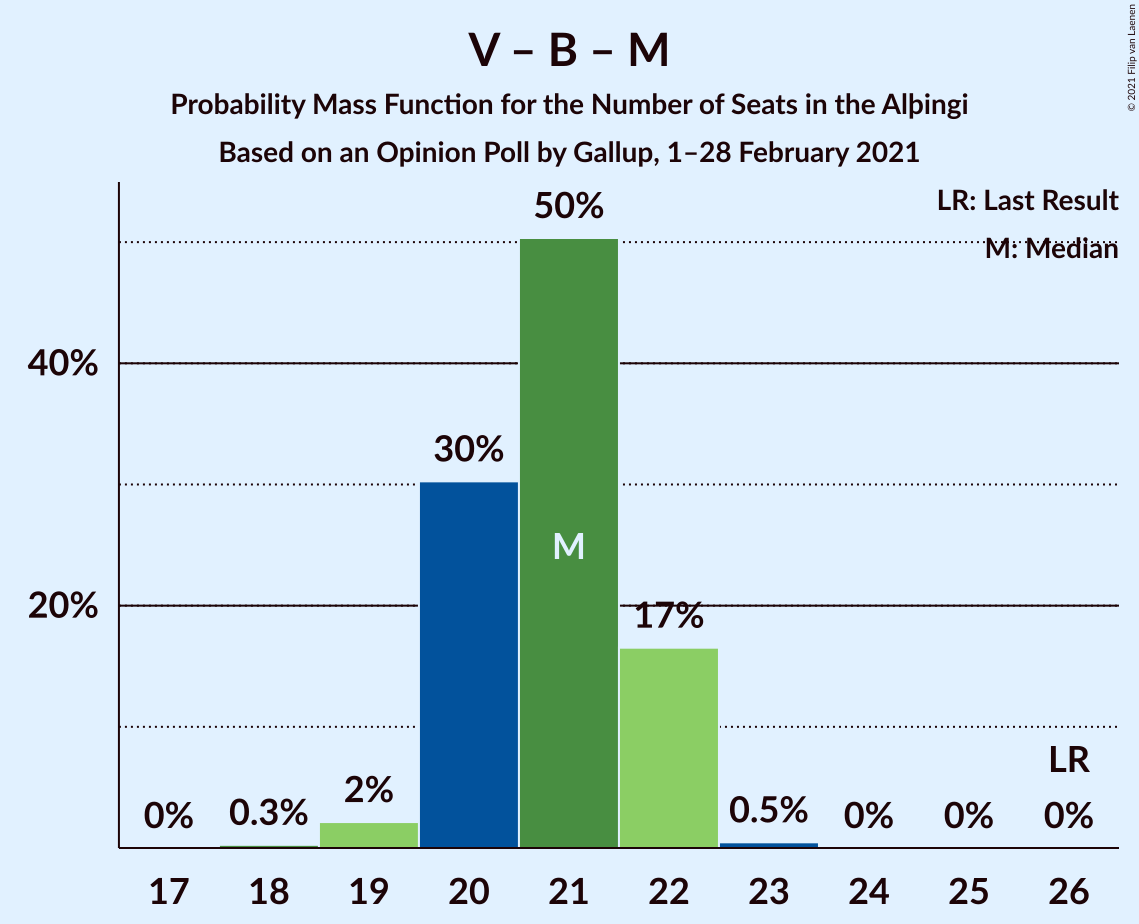 V – B – M
Probability Mass Function for the Number of Seats in the Alþingi
Based on an Opinion Poll by Gallup, 1–28 February 2021
© 2021 Filip van Laenen
LR: Last Result
M: Median
50%
40%
30%
M
20%
17%
LR
0%
0.3%
2%
0.5%
0%
0%
0%
17
18
19
20
21
22
23
24
25
26